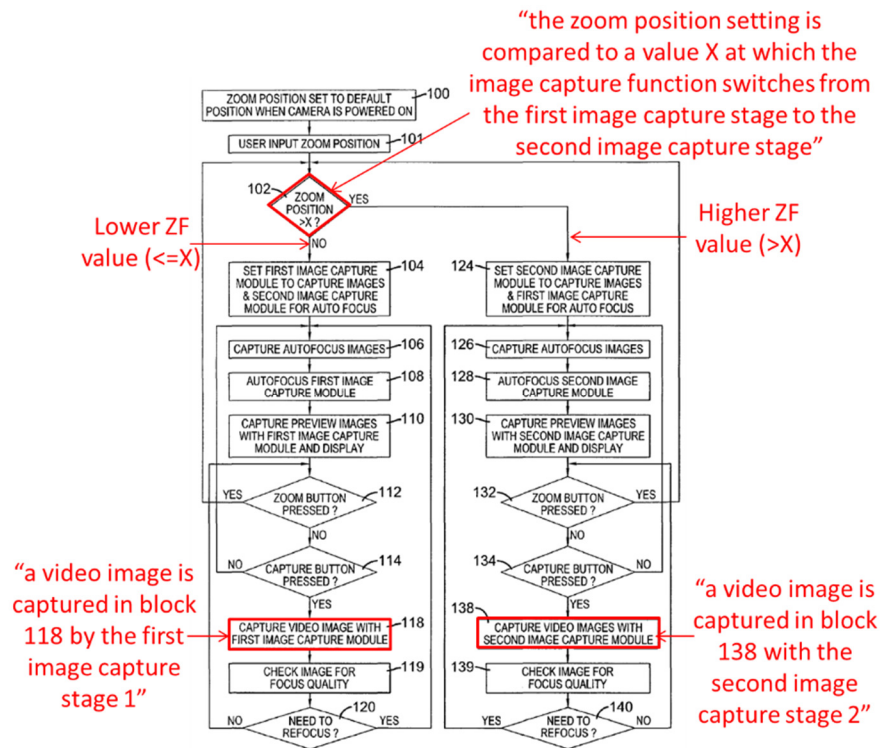 “the zoom position setting is
compared to a value X at which the
image capture function switches from
the first image capture stage to the
second image capture stage”
ZOOM POSITION SET TO DEFAULT
POSITION WHEN CAMERA IS POWERED ON
100
USER INPUT ZOOM POSITION
101
102
ZOOM
POSITION
>X ?
YES
NO
Lower ZF
value (<=X)
Higher ZF
value (>X)
SET FIRST IMAGE CAPTURE
MODULE TO CAPTURE IMAGES
& SECOND IMAGE CAPTURE
MODULE FOR AUTO FOCUS
104
CAPTURE AUTOFOCUS IMAGES
106
AUTOFOCUS FIRST IMAGE
CAPTURE MODULE
108
CAPTURE PREVIEW IMAGES
WITH FIRST IMAGE CAPTURE
MODULE AND DISPLAY
110
YES
ZOOM BUTTON
PRESSED ?
112
NO
NO
CAPTURE BUTTON
PRESSED ?
114
YES
“a video image is
captured in block
118 by the first
image capture
stage 1”
CAPTURE VIDEO IMAGE WITH
FIRST IMAGE CAPTURE MODULE
118
119
CHECK IMAGE FOR
FOCUS QUALITY
NO
NEED TO
REFOCUS ?
120
YES
124
SET SECOND IMAGE CAPTURE
MODULE TO CAPTURE IMAGES
& FIRST IMAGE CAPTURE
MODULE FOR AUTO FOCUS
126
CAPTURE AUTOFOCUS IMAGES
128
AUTOFOCUS SECOND IMAGE
CAPTURE MODULE
130
CAPTURE PREVIEW IMAGES
WITH SECOND IMAGE CAPTURE
MODULE AND DISPLAY
132
ZOOM BUTTON
PRESSED ?
YES
NO
134
CAPTURE BUTTON
PRESSED ?
NO
YES
138
CAPTURE VIDEO IMAGES WITH
SECOND IMAGE CAPTURE MODULE
“a video image is
captured in block
138 with the
second image
capture stage 2”
139
CHECK IMAGE FOR
FOCUS QUALITY
YES
NEED TO
REFOCUS ?
140
NO